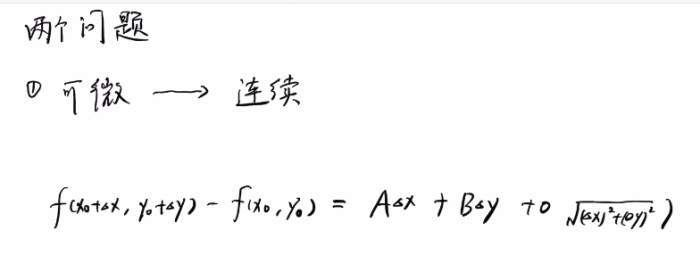 两个问题
① 可微 → 连续
f(x₀+Δx, y₀+Δy) - f(x₀, y₀) = AΔx + BΔy + o √(Δx)²+(Δy)² )